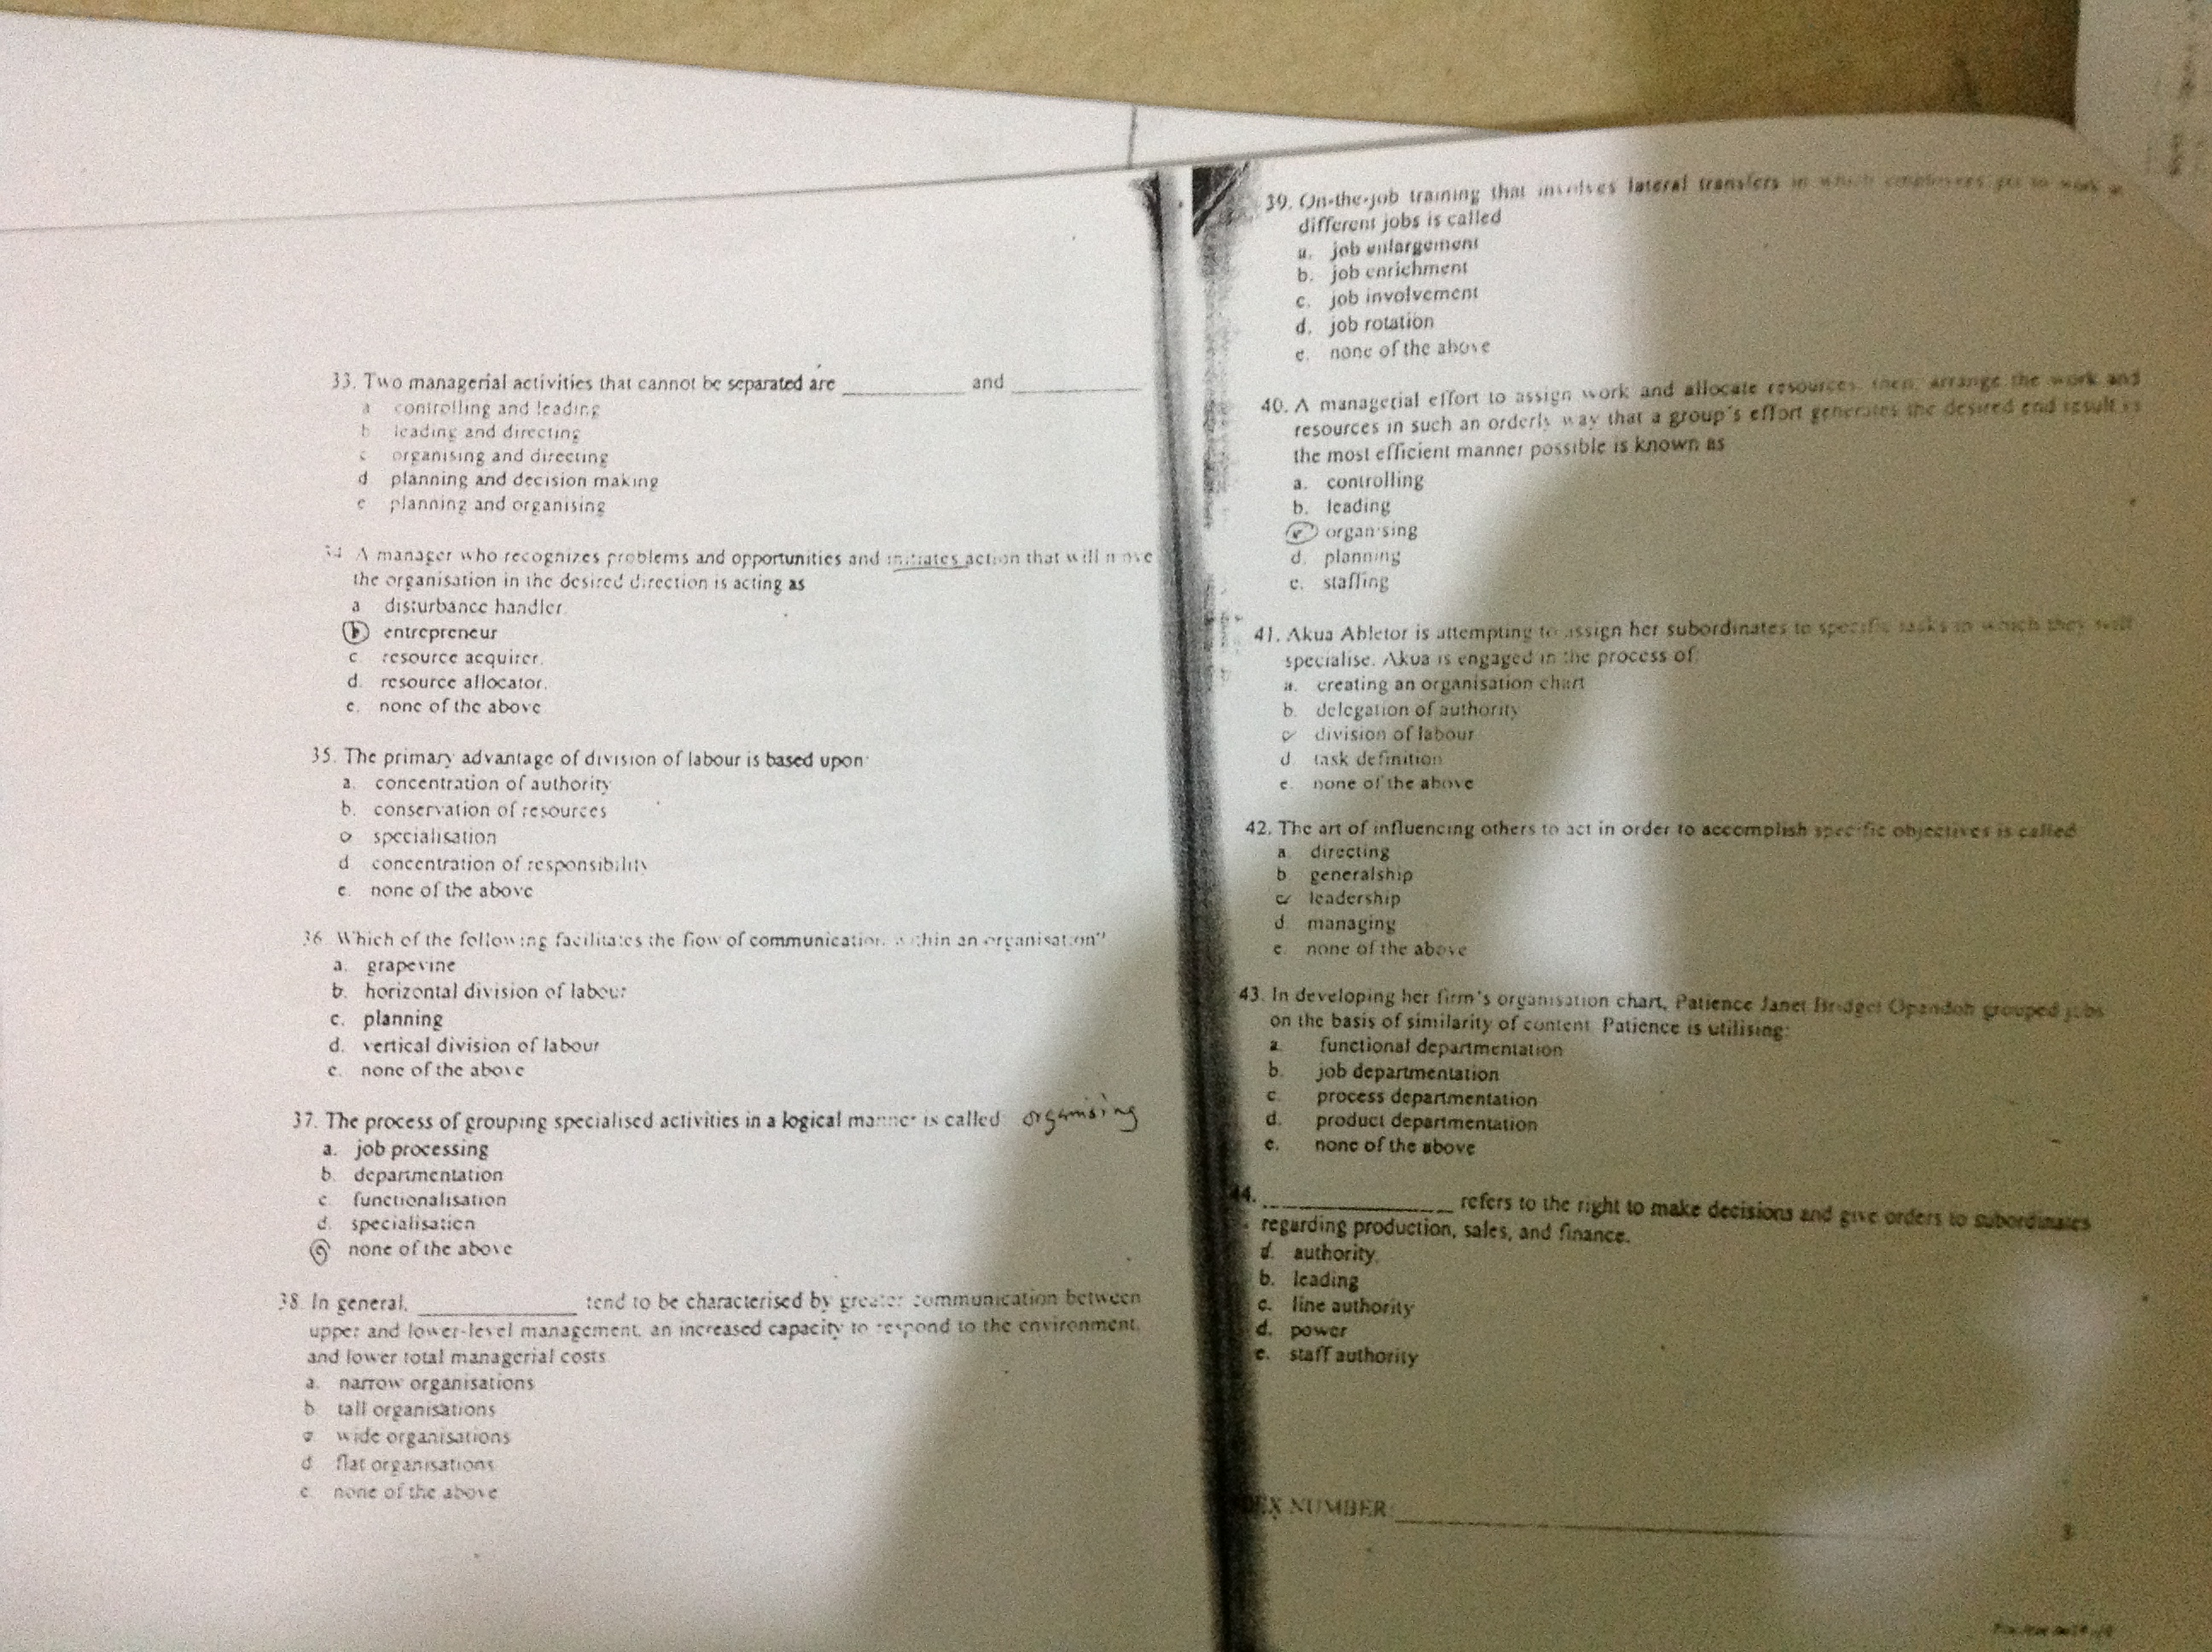 33. Two managerial activities that cannot be separated are __________ and __________
a controlling and leading
b leading and directing
c organising and directing
d planning and decision making
e planning and organising
34 A manager who recognizes problems and opportunities and initiates action that will move
the organisation in the desired direction is acting as
a disturbance handler
b entrepreneur
c resource acquirer.
d. resource allocator.
e. none of the above
35. The primary advantage of division of labour is based upon:
a. concentration of authority
b. conservation of resources
c specialisation
d. concentration of responsibility
e. none of the above
36. Which of the following facilitates the flow of communication within an organisation?
a. grapevine
b. horizontal division of labour
c. planning
d. vertical division of labour
e. none of the above
37. The process of grouping specialised activities in a logical manner is called: organising
a. job processing
b. departmentation
c. functionalisation
d. specialisation
e none of the above
38. In general, ____________ tend to be characterised by greater communication between
upper and lower-level management, an increased capacity to respond to the environment,
and lower total managerial costs
a. narrow organisations
b tall organisations
c wide organisations
d flat organisations
e. none of the above
39. On-the-job training that involves lateral transfers in which employees get to work at
different jobs is called
a. job enlargement
b. job enrichment
c. job involvement
d. job rotation
e. none of the above
40. A managerial effort to assign work and allocate resources, then, arrange the work and
resources in such an orderly way that a group's effort generates the desired end result in
the most efficient manner possible is known as
a. controlling
b. leading
c organising
d. planning
e. staffing
41. Akua Abletor is attempting to assign her subordinates to specific tasks in which they will
specialise. Akua is engaged in the process of:
a. creating an organisation chart
b. delegation of authority
c division of labour
d. task definition
e. none of the above
42. The art of influencing others to act in order to accomplish specific objectives is called
a. directing
b. generalship
c. leadership
d. managing
e. none of the above
43. In developing her firm's organisation chart, Patience Janet Bridget Opandoh grouped jobs
on the basis of similarity of content. Patience is utilising:
a. functional departmentation
b. job departmentation
c. process departmentation
d. product departmentation
e. none of the above
44. ______________ refers to the right to make decisions and give orders to subordinates
regarding production, sales, and finance.
authority.
b. leading
c. line authority
d. power
e. staff authority
NUMBER ______________